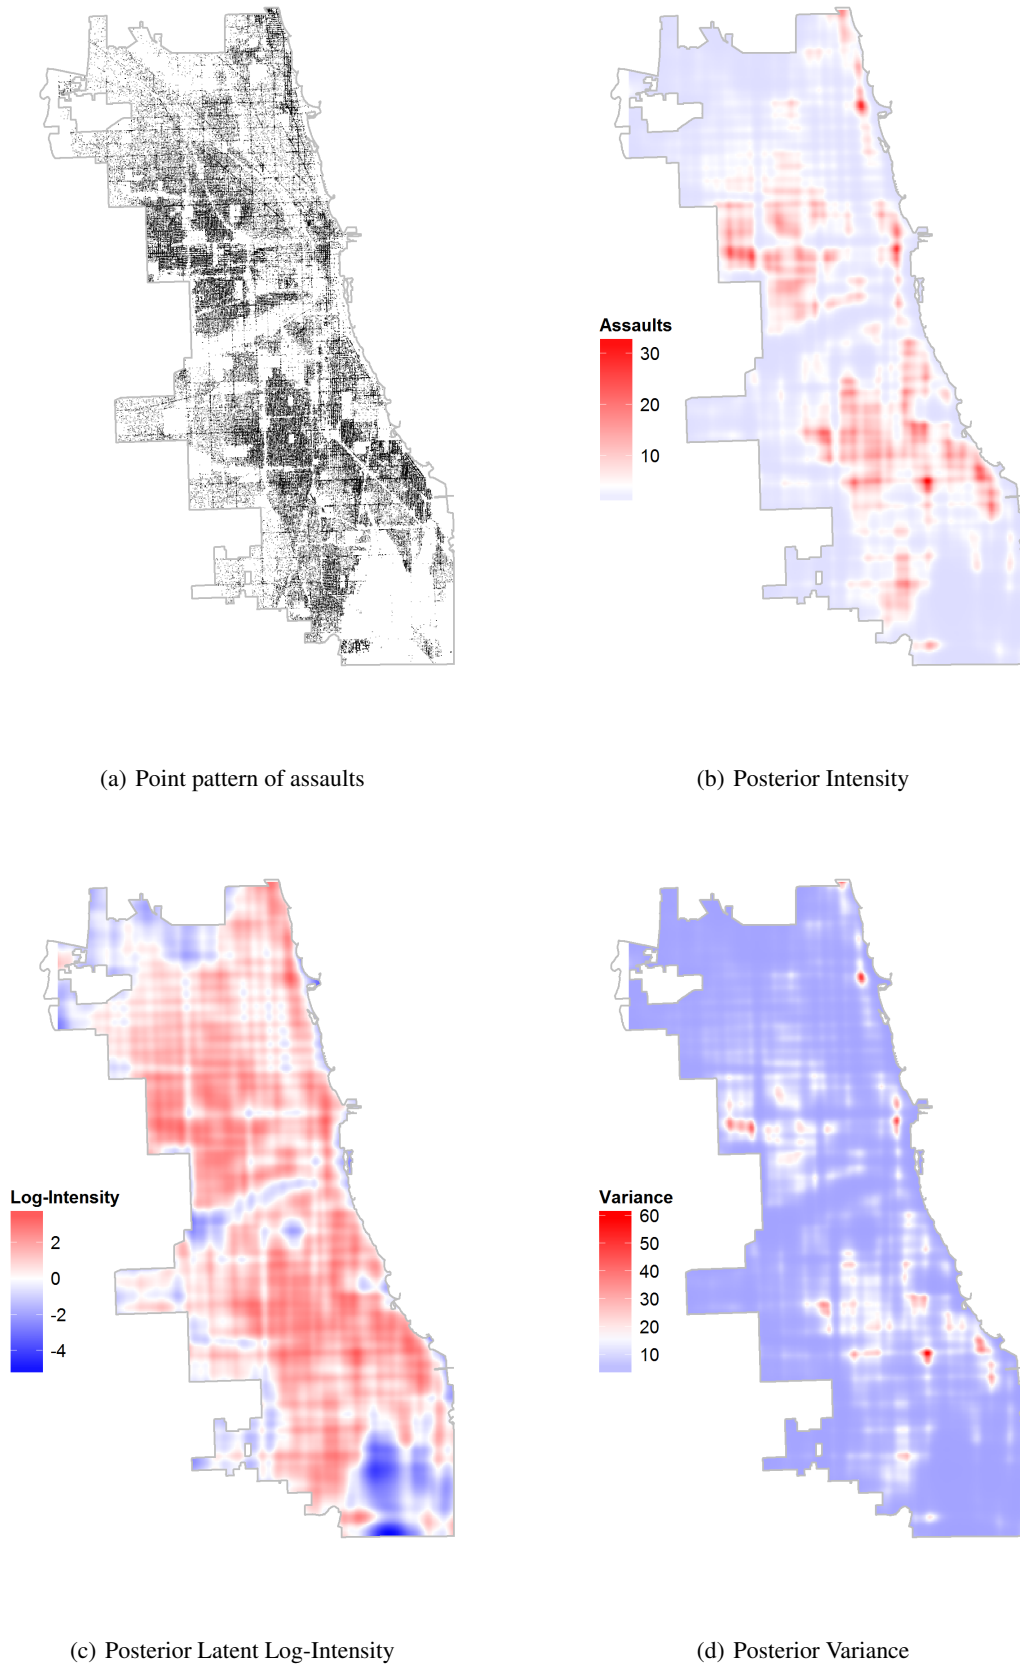 Assaults
30
20
10
(a) Point pattern of assaults
(b) Posterior Intensity
Log-Intensity
2
0
-2
-4
Variance
60
50
40
30
20
10
(c) Posterior Latent Log-Intensity
(d) Posterior Variance